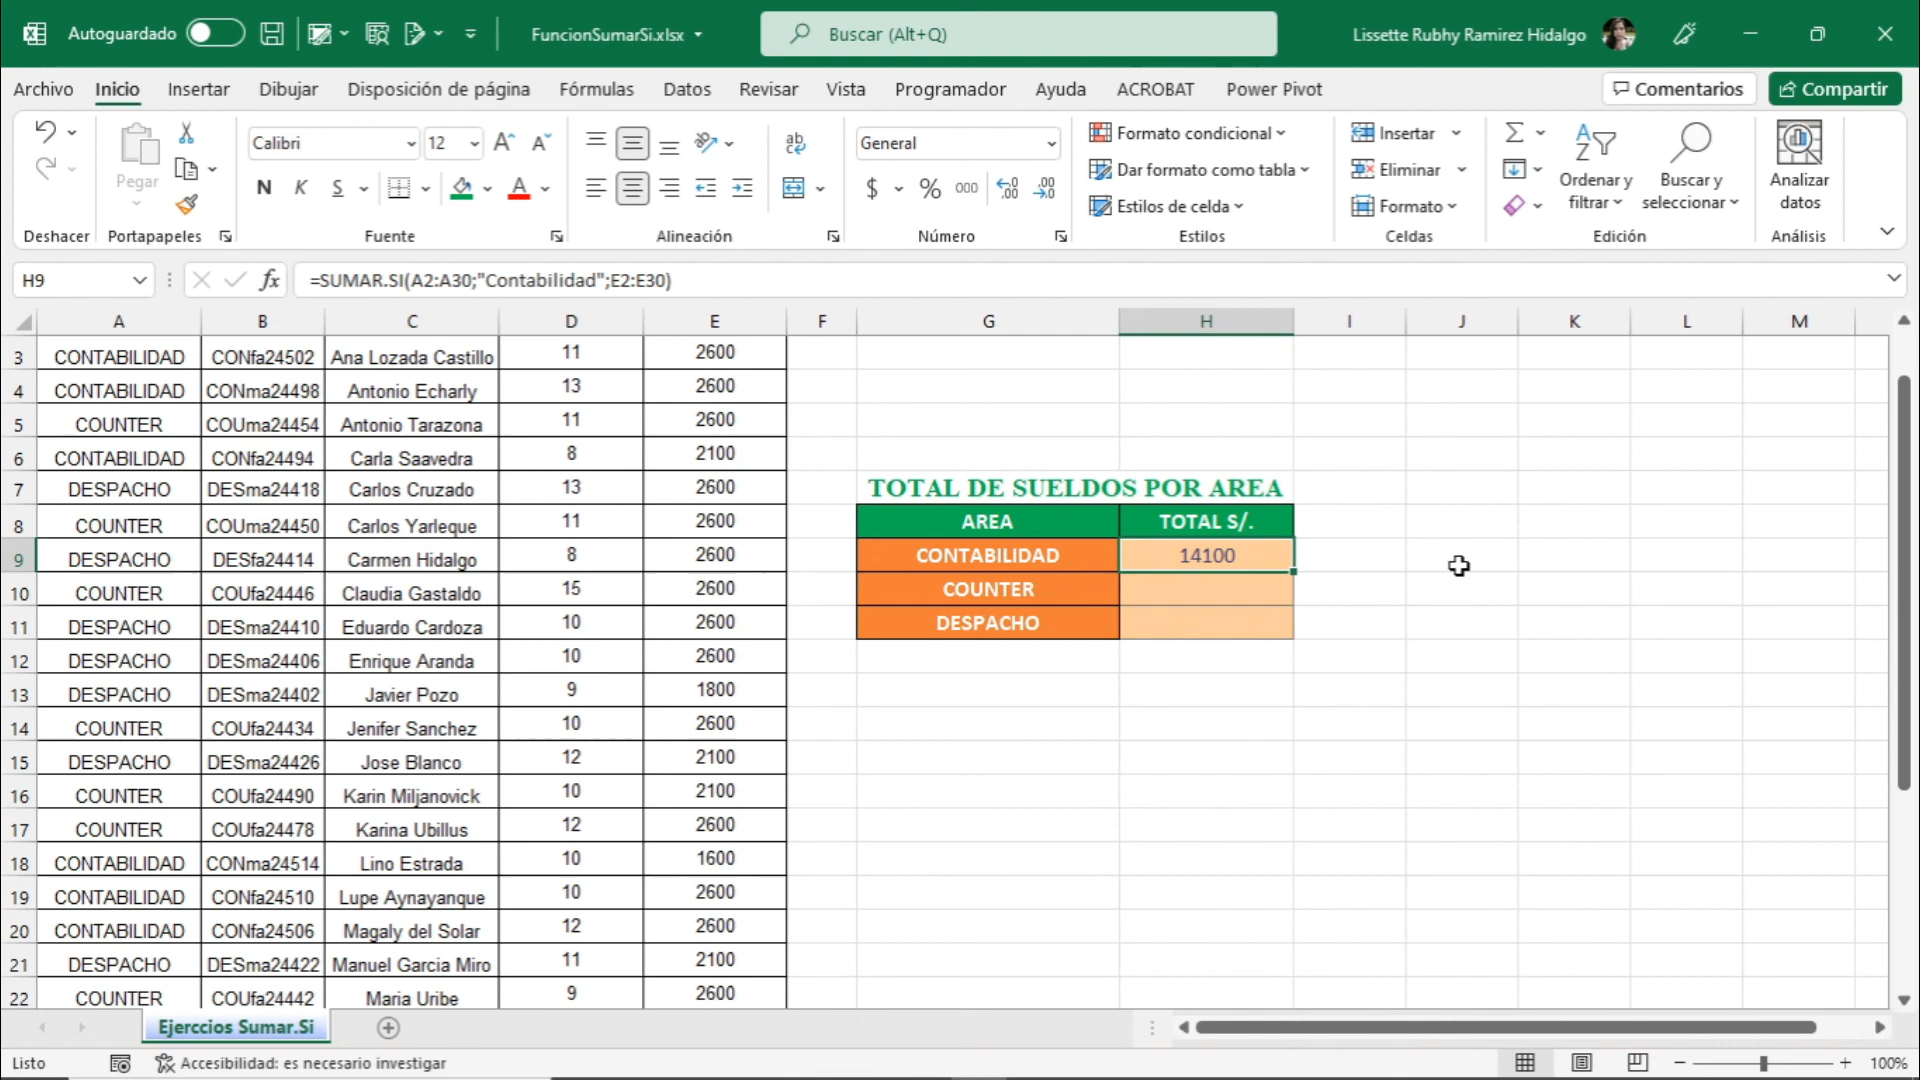 Autoguardado FuncionSumarSi.xlsx Buscar (Alt+Q) Lissette Rubhy Ramirez Hidalgo
Archivo Inicio Insertar Dibujar Disposición de página Fórmulas Datos Revisar Vista Programador Ayuda ACROBAT Power Pivot Comentarios Compartir
Calibri 12 General Formato condicional Insertar
Pegar Dar formato como tabla Eliminar Ordenar y filtrar Buscar y seleccionar Analizar datos
N K S $ % 000 Estilos de celda Formato
Deshacer Portapapeles Fuente Alineación Número Estilos Celdas Edición Análisis
H9 fx =SUMAR.SI(A2:A30;"Contabilidad";E2:E30)
A B C D E F G H I J K L M
3 CONTABILIDAD CONfa24502 Ana Lozada Castillo 11 2600
4 CONTABILIDAD CONma24498 Antonio Echarly 13 2600
5 COUNTER COUma24454 Antonio Tarazona 11 2600
6 CONTABILIDAD CONfa24494 Carla Saavedra 8 2100
7 DESPACHO DESma24418 Carlos Cruzado 13 2600 TOTAL DE SUELDOS POR AREA
8 COUNTER COUma24450 Carlos Yarleque 11 2600 AREA TOTAL S/.
9 DESPACHO DESfa24414 Carmen Hidalgo 8 2600 CONTABILIDAD 14100
10 COUNTER COUfa24446 Claudia Gastaldo 15 2600 COUNTER
11 DESPACHO DESma24410 Eduardo Cardoza 10 2600 DESPACHO
12 DESPACHO DESma24406 Enrique Aranda 10 2600
13 DESPACHO DESma24402 Javier Pozo 9 1800
14 COUNTER COUfa24434 Jenifer Sanchez 10 2600
15 DESPACHO DESma24426 Jose Blanco 12 2100
16 COUNTER COUfa24490 Karin Miljanovick 10 2100
17 COUNTER COUfa24478 Karina Ubillus 12 2600
18 CONTABILIDAD CONma24514 Lino Estrada 10 1600
19 CONTABILIDAD CONfa24510 Lupe Aynayanque 10 2600
20 CONTABILIDAD CONfa24506 Magaly del Solar 12 2600
21 DESPACHO DESma24422 Manuel Garcia Miro 11 2100
22 COUNTER COUfa24442 Maria Uribe 9 2600
Ejerccios Sumar.Si
Listo Accesibilidad: es necesario investigar 100%